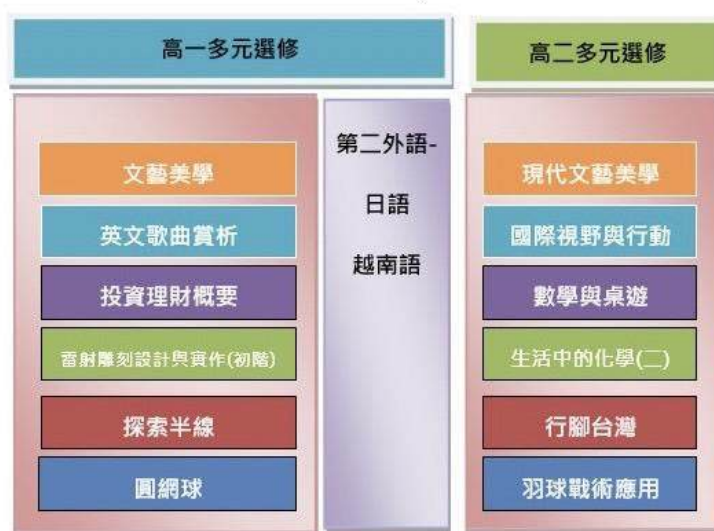 高一多元選修
文藝美學
英文歌曲賞析
投資理財概要
雷射雕刻設計與實作(初階)
探索半線
圓網球
第二外語-
日語
越南語
高二多元選修
現代文藝美學
國際視野與行動
數學與桌遊
生活中的化學(二)
行腳台灣
羽球戰術應用